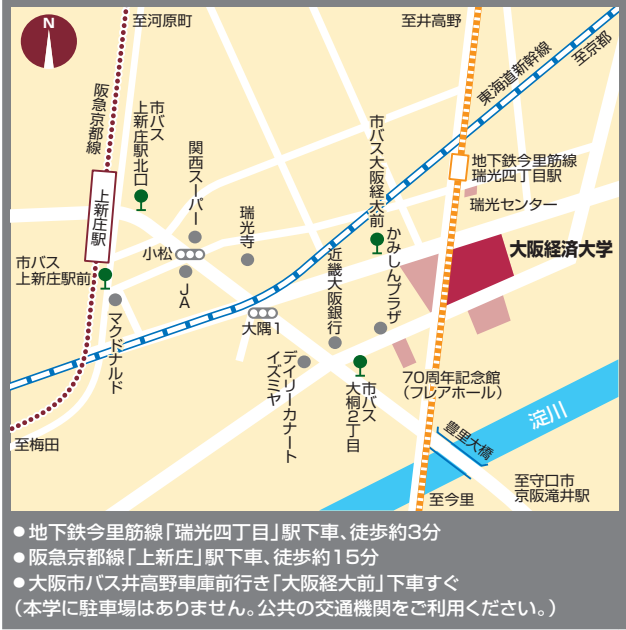 N
至河原町
至井高野
東海道新幹線
至京都
阪急京都線
市バス
上新庄駅北口
関西スーパー
市バス大阪経大前
地下鉄今里筋線
瑞光四丁目駅
瑞光センター
上新庄駅
瑞光寺
かみしんプラザ
大阪経済大学
小松
市バス
上新庄駅前
JA
近畿大阪銀行
マクドナルド
大隅1
デイリーカナート
イズミヤ
市バス
大桐2丁目
70周年記念館
（フレアホール）
淀川
豊里大橋
至梅田
至今里
至守口市
京阪滝井駅
●地下鉄今里筋線「瑞光四丁目」駅下車、徒歩約3分
●阪急京都線「上新庄」駅下車、徒歩約15分
●大阪市バス井高野車庫前行き「大阪経大前」下車すぐ
（本学に駐車場はありません。公共の交通機関をご利用ください。）